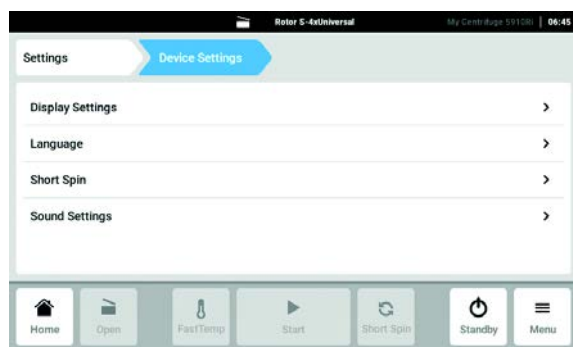 Rotor S-4xUniversal My Centrifuge 5910Ri 06:45
Settings Device Settings
Display Settings
Language
Short Spin
Sound Settings
Home Open FastTemp Start Short Spin Standby Menu